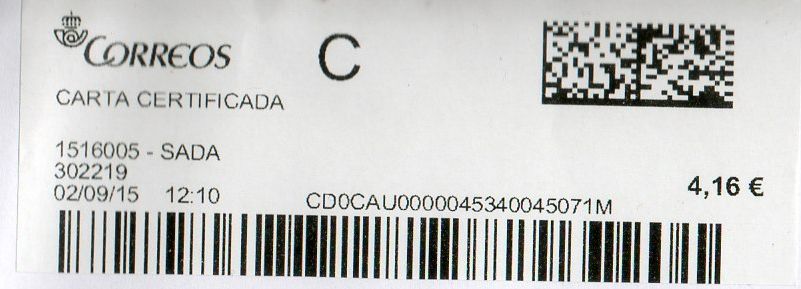 CORREOS
C
CARTA CERTIFICADA
1516005 - SADA
302219
02/09/15 12:10
CD0CAU0000045340045071M
4,16 €